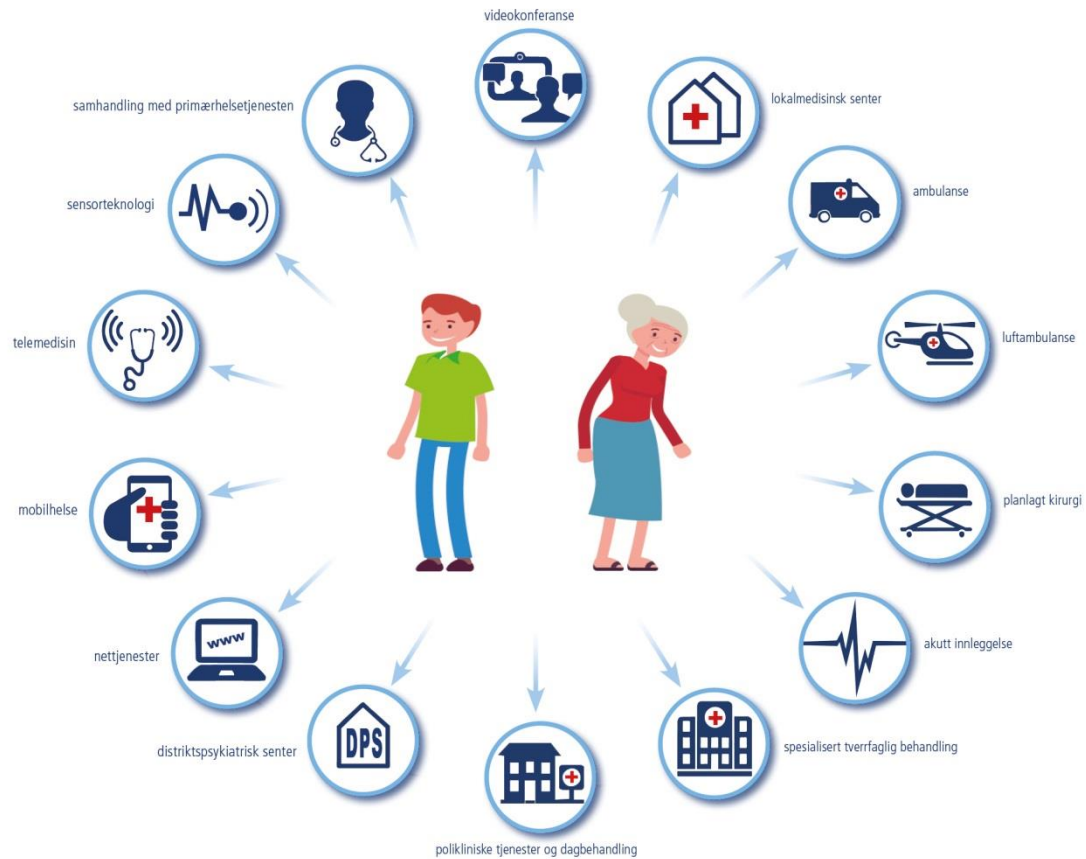 videokonferanse
lokalmedisinsk senter
ambulanse
luftambulanse
planlagt kirurgi
akutt innleggelse
spesialisert tverrfaglig behandling
polikliniske tjenester og dagbehandling
distriktspsykiatrisk senter
DPS
nettjenester
www
mobilhelse
telemedisin
sensorteknologi
samhandling med primærhelsetjenesten